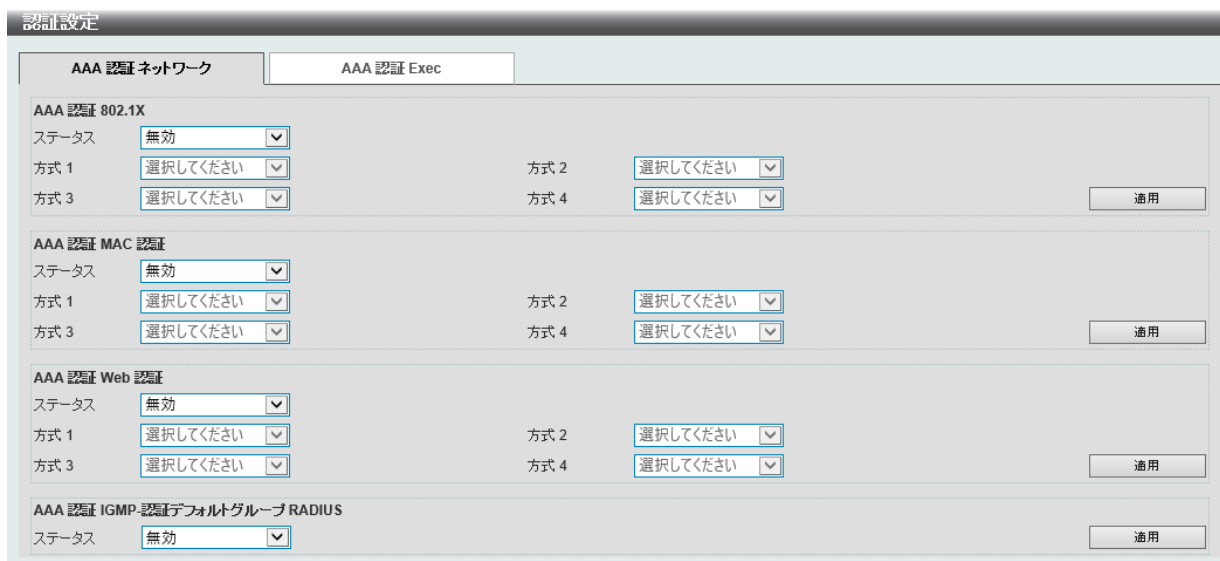 認証設定
AAA 認証 ネットワーク AAA 認証 Exec
AAA 認証 802.1X
ステータス 無効
方式 1 選択してください 方式 2 選択してください
方式 3 選択してください 方式 4 選択してください 適用
AAA 認証 MAC 認証
ステータス 無効
方式 1 選択してください 方式 2 選択してください
方式 3 選択してください 方式 4 選択してください 適用
AAA 認証 Web 認証
ステータス 無効
方式 1 選択してください 方式 2 選択してください
方式 3 選択してください 方式 4 選択してください 適用
AAA 認証 IGMP-認証デフォルトグループ RADIUS
ステータス 無効 適用